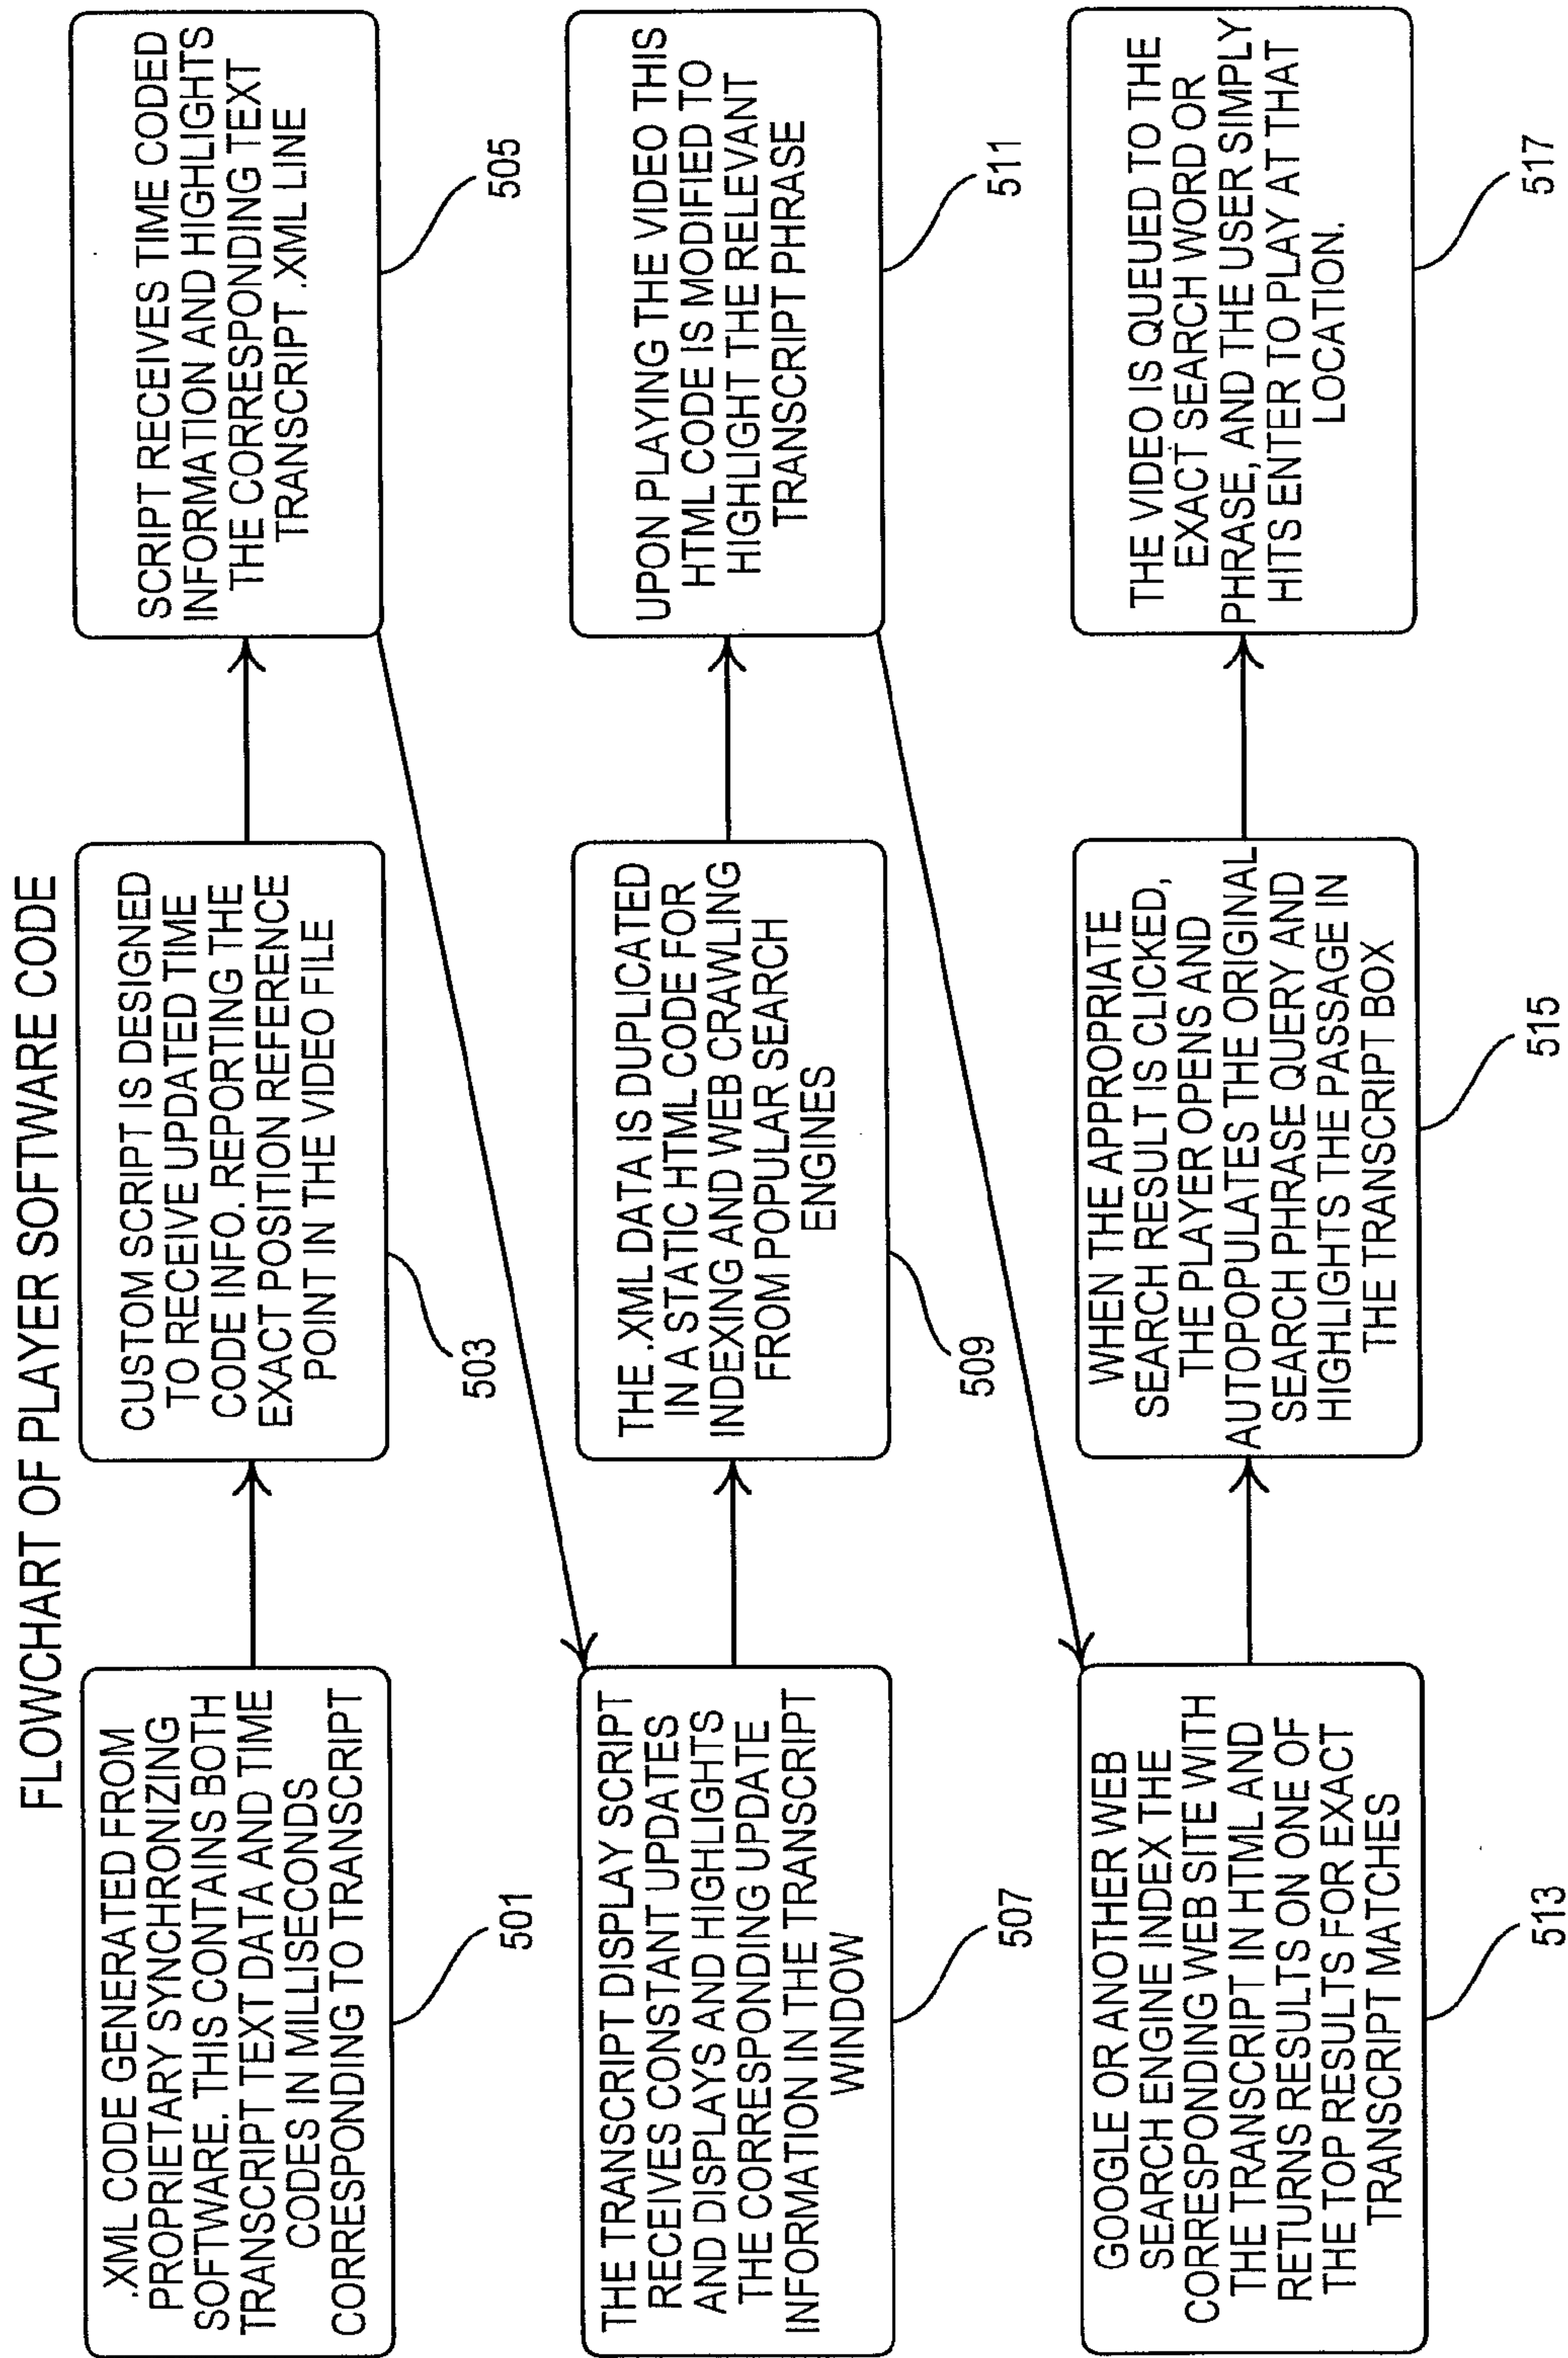 FLOWCHART OF PLAYER SOFTWARE CODE
.XML CODE GENERATED FROM
PROPRIETARY SYNCHRONIZING
SOFTWARE. THIS CONTAINS BOTH
TRANSCRIPT TEXT DATA AND TIME
CODES IN MILLISECONDS
CORRESPONDING TO TRANSCRIPT
501
CUSTOM SCRIPT IS DESIGNED
TO RECEIVE UPDATED TIME
CODE INFO. REPORTING THE
EXACT POSITION REFERENCE
POINT IN THE VIDEO FILE
503
SCRIPT RECEIVES TIME CODED
INFORMATION AND HIGHLIGHTS
THE CORRESPONDING TEXT
TRANSCRIPT .XML LINE
505
THE TRANSCRIPT DISPLAY SCRIPT
RECEIVES CONSTANT UPDATES
AND DISPLAYS AND HIGHLIGHTS
THE CORRESPONDING UPDATE
INFORMATION IN THE TRANSCRIPT
WINDOW
507
THE .XML DATA IS DUPLICATED
IN A STATIC HTML CODE FOR
INDEXING AND WEB CRAWLING
FROM POPULAR SEARCH
ENGINES
509
UPON PLAYING THE VIDEO THIS
HTML CODE IS MODIFIED TO
HIGHLIGHT THE RELEVANT
TRANSCRIPT PHRASE
511
GOOGLE OR ANOTHER WEB
SEARCH ENGINE INDEX THE
CORRESPONDING WEB SITE WITH
THE TRANSCRIPT IN HTML AND
RETURNS RESULTS ON ONE OF
THE TOP RESULTS FOR EXACT
TRANSCRIPT MATCHES
513
WHEN THE APPROPRIATE
SEARCH RESULT IS CLICKED,
THE PLAYER OPENS AND
AUTOPOPULATES THE ORIGINAL
SEARCH PHRASE QUERY AND
HIGHLIGHTS THE PASSAGE IN
THE TRANSCRIPT BOX
515
THE VIDEO IS QUEUED TO THE
EXACT SEARCH WORD OR
PHRASE, AND THE USER SIMPLY
HITS ENTER TO PLAY AT THAT
LOCATION.
517